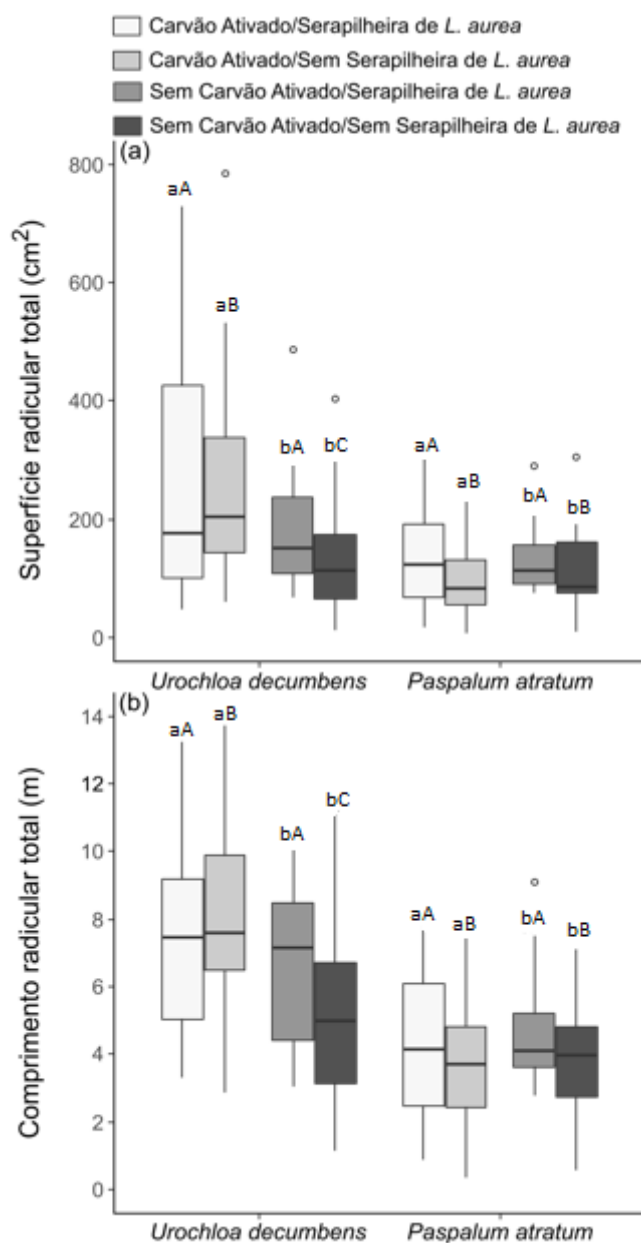 Carvão Ativado/Serapilheira de L. aurea
Carvão Ativado/Sem Serapilheira de L. aurea
Sem Carvão Ativado/Serapilheira de L. aurea
Sem Carvão Ativado/Sem Serapilheira de L. aurea
(a)
Superfície radicular total (cm²)
800
600
400
200
0
aA
aB
bA
bC
aA
aB
bA
bB
Urochloa decumbens
Paspalum atratum
(b)
Comprimento radicular total (m)
14
12
10
8
6
4
2
0
aA
aB
bA
bC
aA
aB
bA
bB
Urochloa decumbens
Paspalum atratum